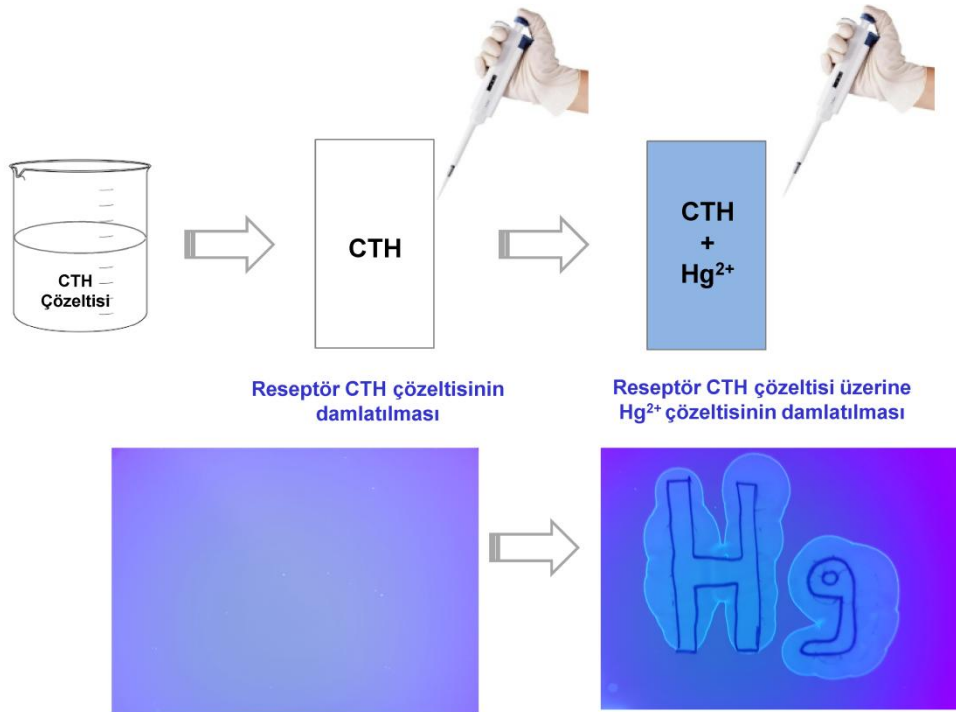 CTH
Çözeltisi
CTH
CTH
+
Hg²⁺
Reseptör CTH çözeltisinin
damlatılması
Reseptör CTH çözeltisi üzerine
Hg²⁺ çözeltisinin damlatılması
Hg